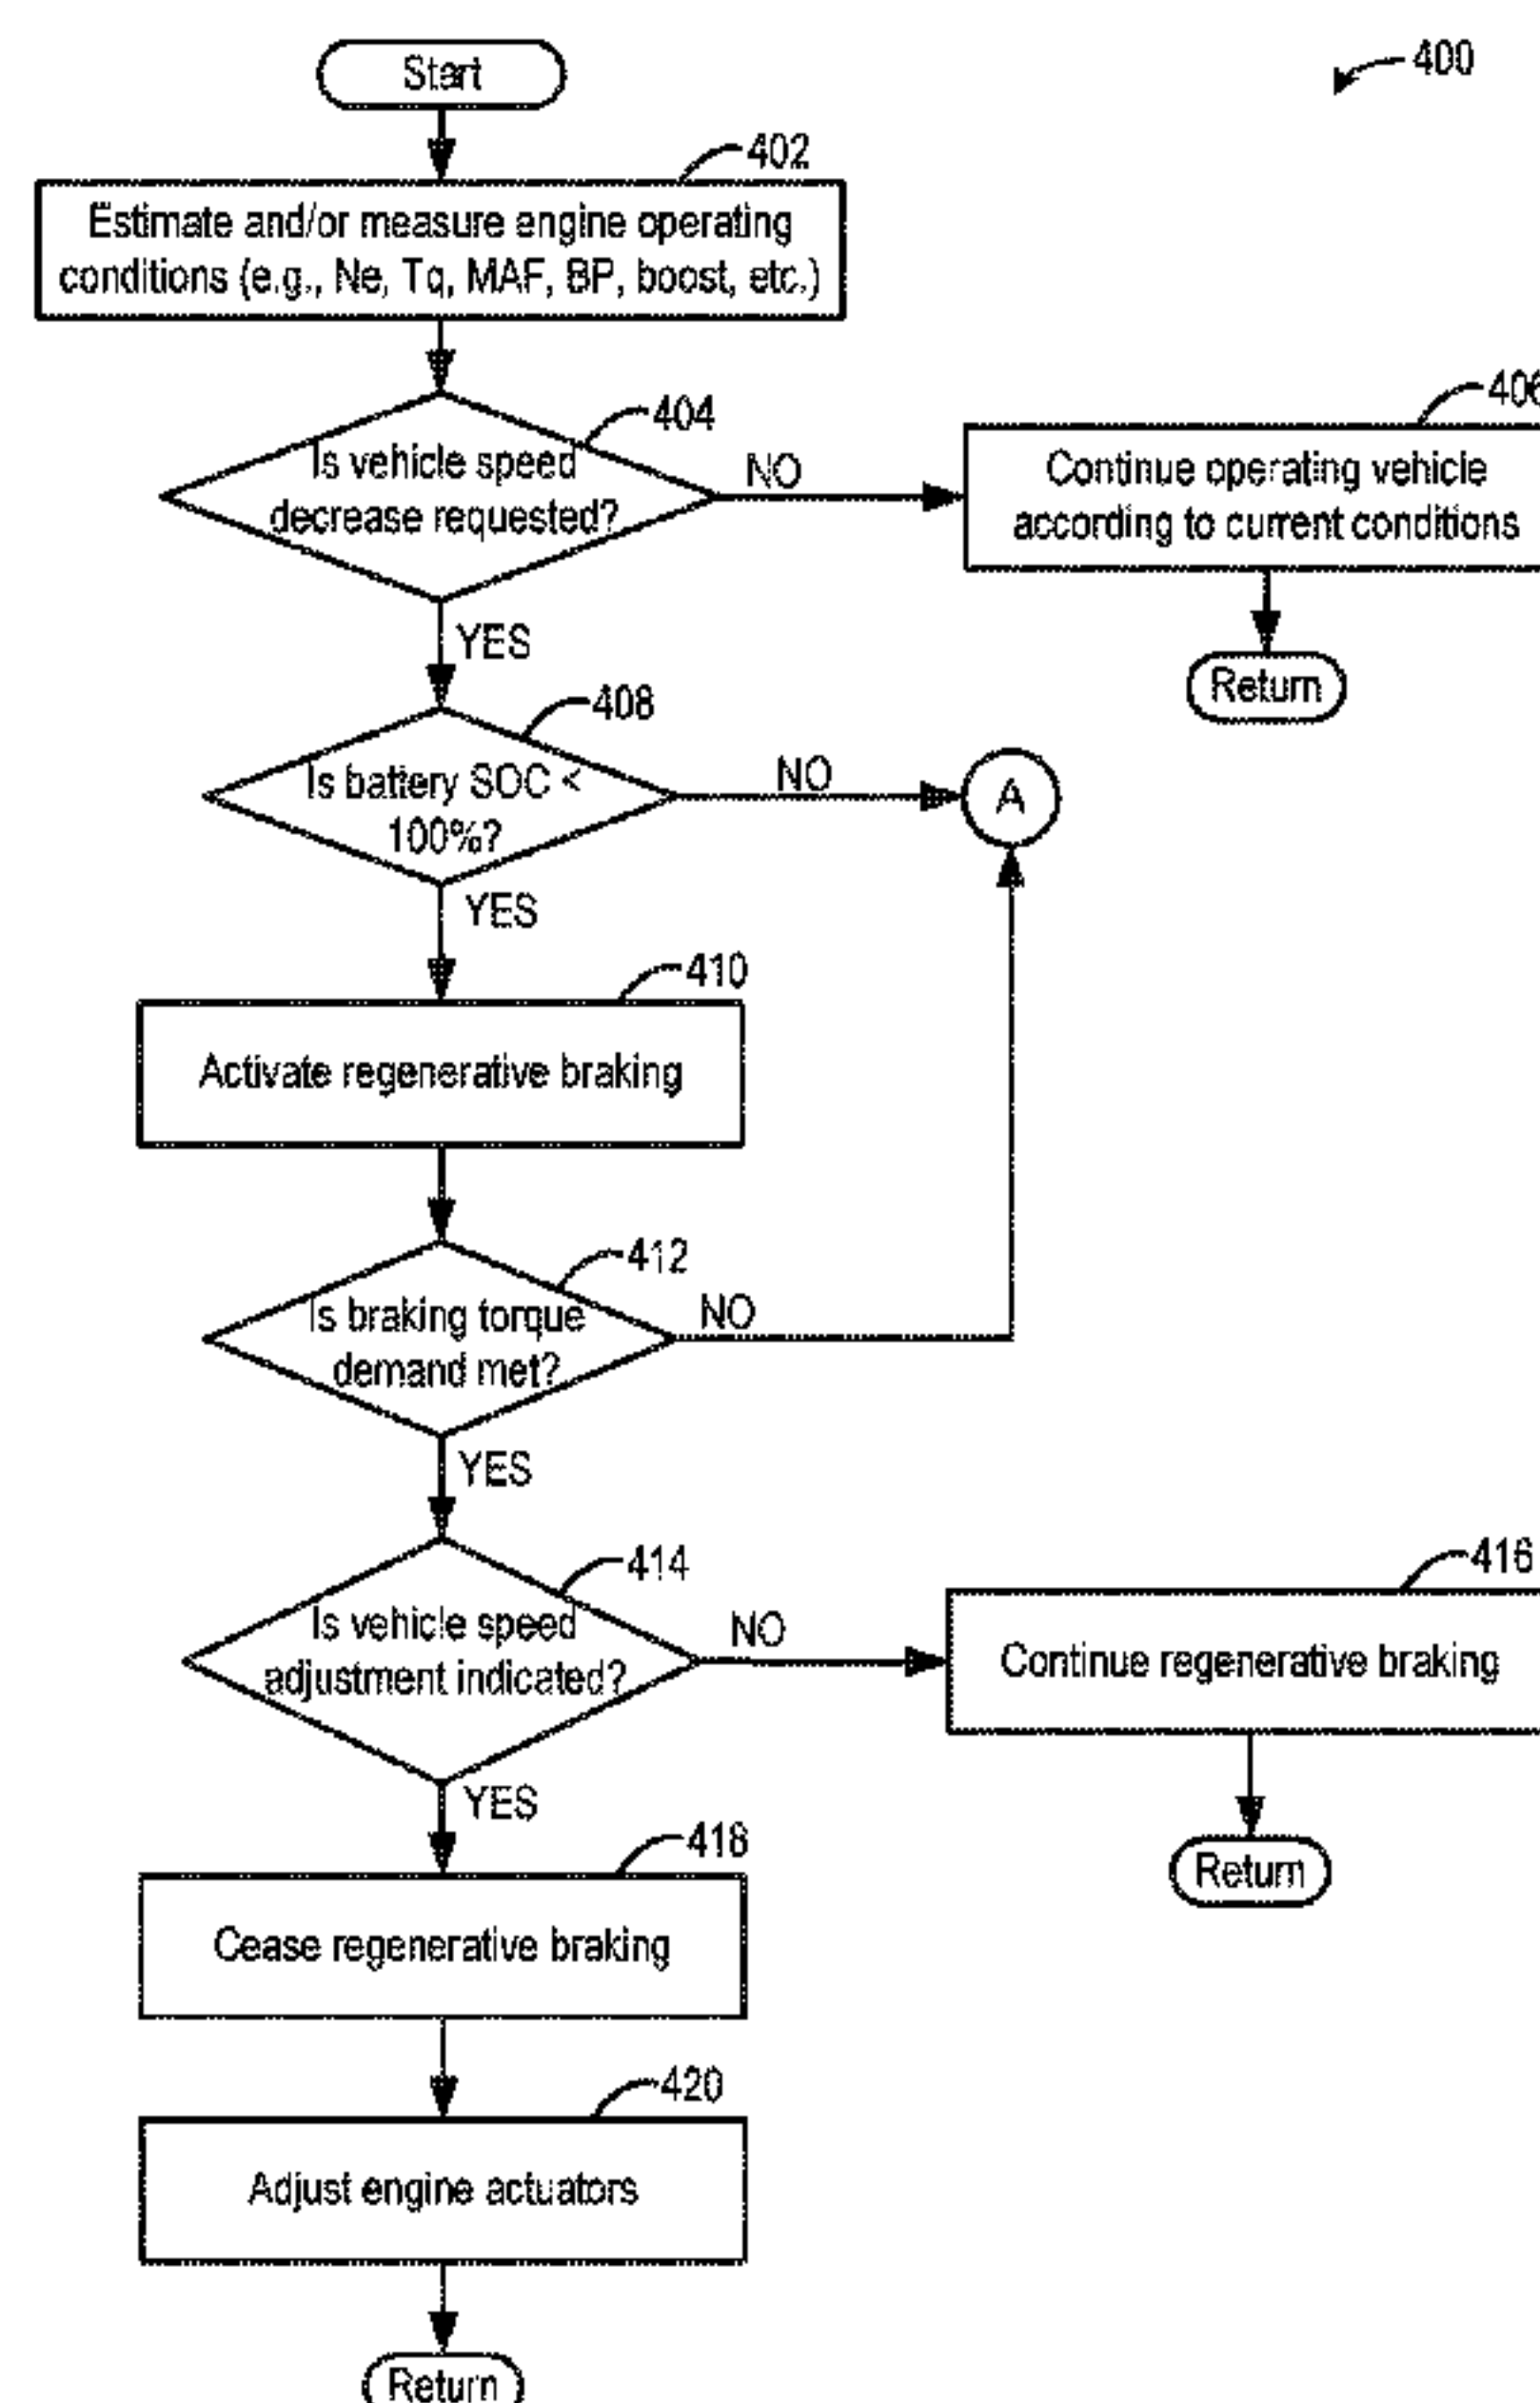 Start
400
402
Estimate and/or measure engine operating
conditions (e.g., Ne, Tq, MAF, BP, boost, etc.)
404
Is vehicle speed
decrease requested?
NO
406
Continue operating vehicle
according to current conditions
Return
YES
408
Is battery SOC <
100%?
NO
A
YES
410
Activate regenerative braking
412
Is braking torque
demand met?
NO
YES
414
Is vehicle speed
adjustment indicated?
NO
416
Continue regenerative braking
Return
YES
418
Cease regenerative braking
420
Adjust engine actuators
Return